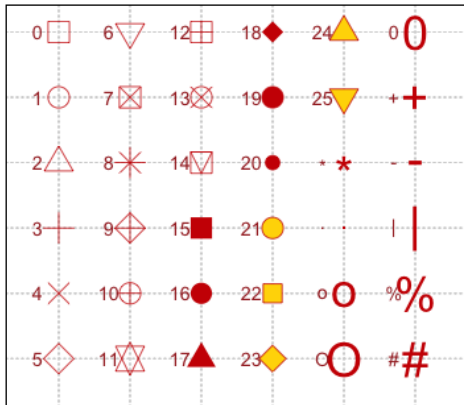 0 6 12 18 24 0 0
1 7 13 19 25 + +
2 8 14 20 * * - -
3 9 15 21 . . | |
4 10 16 22 o o % %
5 11 17 23 O O # #